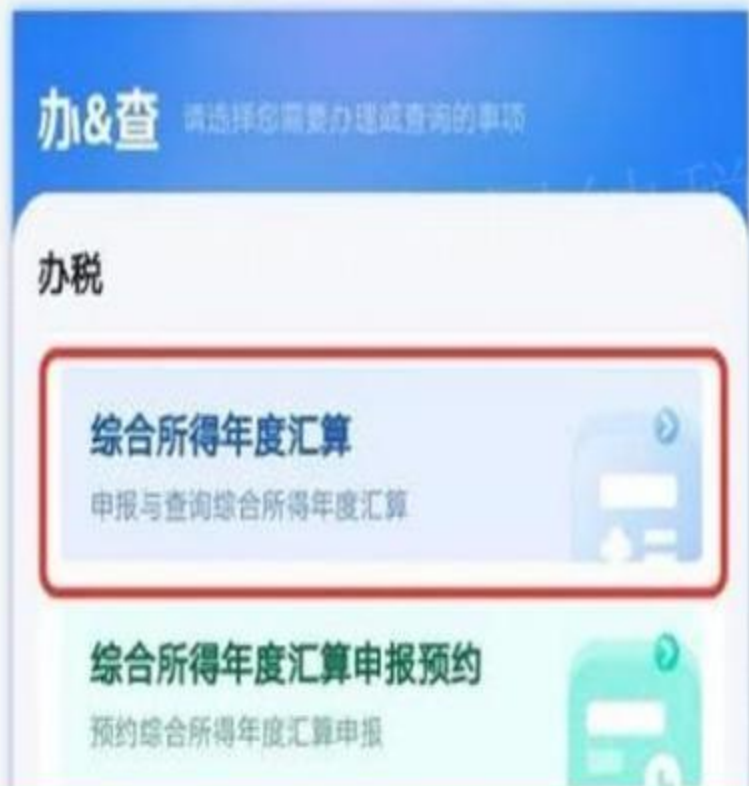 办&查 请选择您需要办理或查询的事项
办税
综合所得年度汇算
申报与查询综合所得年度汇算
综合所得年度汇算申报预约
预约综合所得年度汇算申报